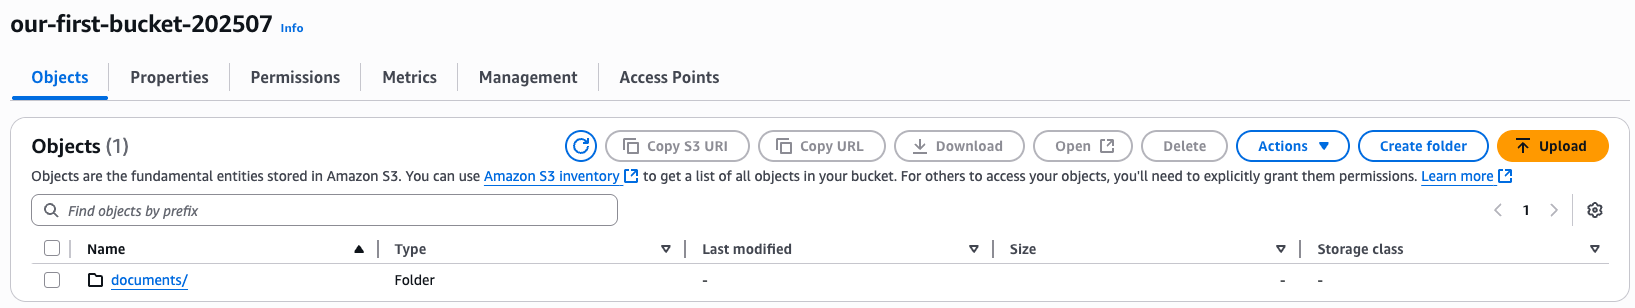 our-first-bucket-202507 Info
Objects Properties Permissions Metrics Management Access Points
Objects (1) Copy S3 URI Copy URL Download Open Delete Actions Create folder Upload
Objects are the fundamental entities stored in Amazon S3. You can use Amazon S3 inventory to get a list of all objects in your bucket. For others to access your objects, you'll need to explicitly grant them permissions. Learn more
Find objects by prefix 1
Name Type Last modified Size Storage class
documents/ Folder - - -